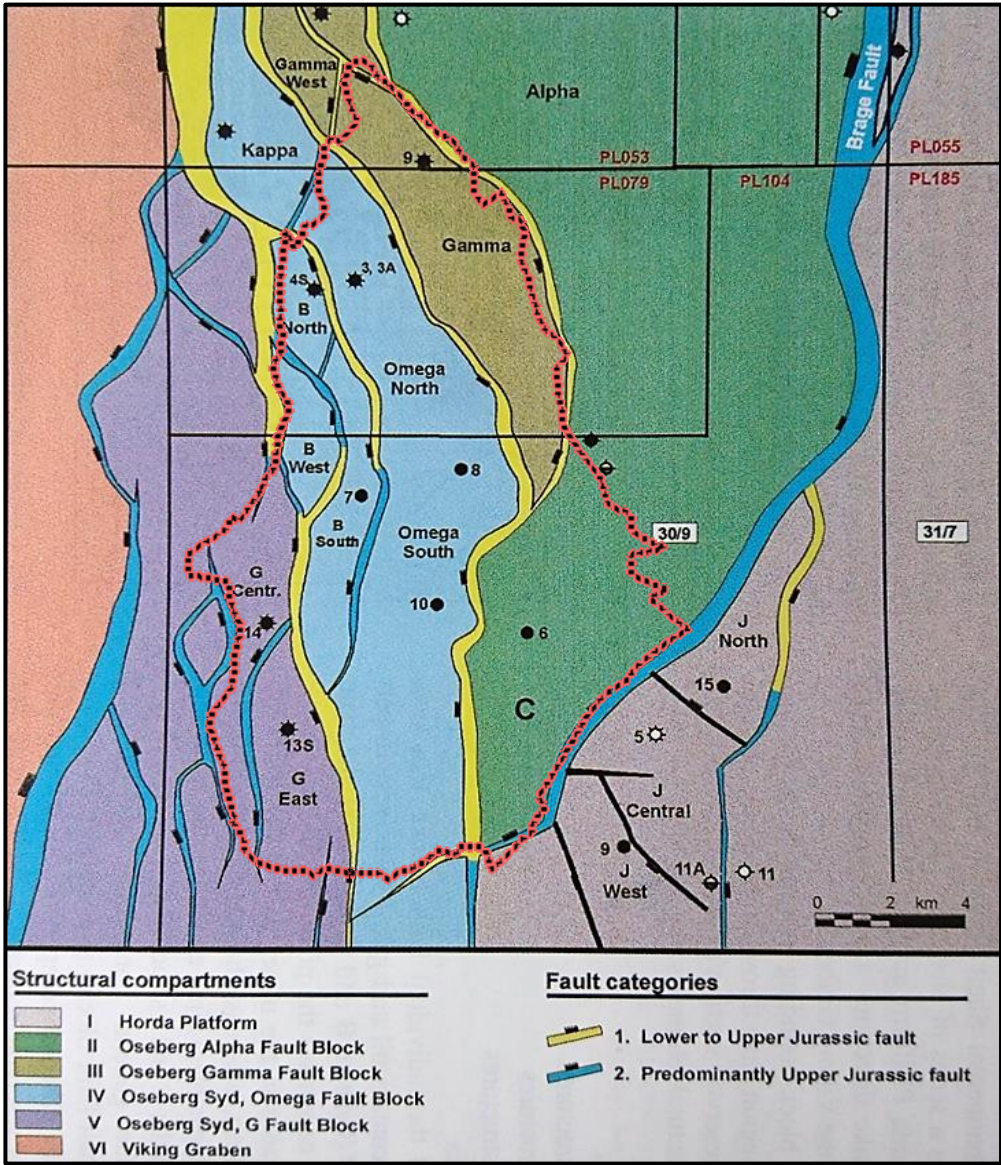 Gamma
West
Alpha
Brage Fault
Kappa
9
PL053
PL055
PL079
PL104
PL185
Gamma
4S
3, 3A
B
North
Omega
North
B
West
8
7
B
South
Omega
South
30/9
31/7
G
Centr.
10
14
6
J
North
15
C
5
13S
G
East
J
Central
9
J
West
11A
11
0 2 km 4
Structural compartments
I Horda Platform
II Oseberg Alpha Fault Block
III Oseberg Gamma Fault Block
IV Oseberg Syd, Omega Fault Block
V Oseberg Syd, G Fault Block
VI Viking Graben
Fault categories
1. Lower to Upper Jurassic fault
2. Predominantly Upper Jurassic fault